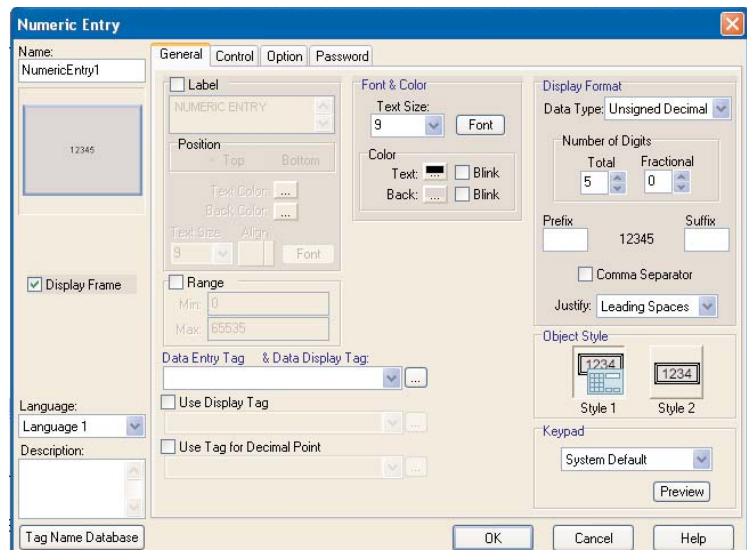 Numeric Entry
Name:
NumericEntry1
12345
Display Frame
Language:
Language 1
Description:
Tag Name Database
General Control Option Password
Label
NUMERIC ENTRY
Position
Top Bottom
Text Color: ...
Back Color: ...
Text Size Align
9 Font
Range
Min: 0
Max: 65535
Data Entry Tag & Data Display Tag:
...
Use Display Tag
...
Use Tag for Decimal Point
...
Font & Color
Text Size:
9 Font
Color
Text: ... Blink
Back: ... Blink
Display Format
Data Type: Unsigned Decimal
Number of Digits
Total Fractional
5 0
Prefix Suffix
12345
Comma Separator
Justify: Leading Spaces
Object Style
1234 1234
Style 1 Style 2
Keypad
System Default
Preview
OK Cancel Help